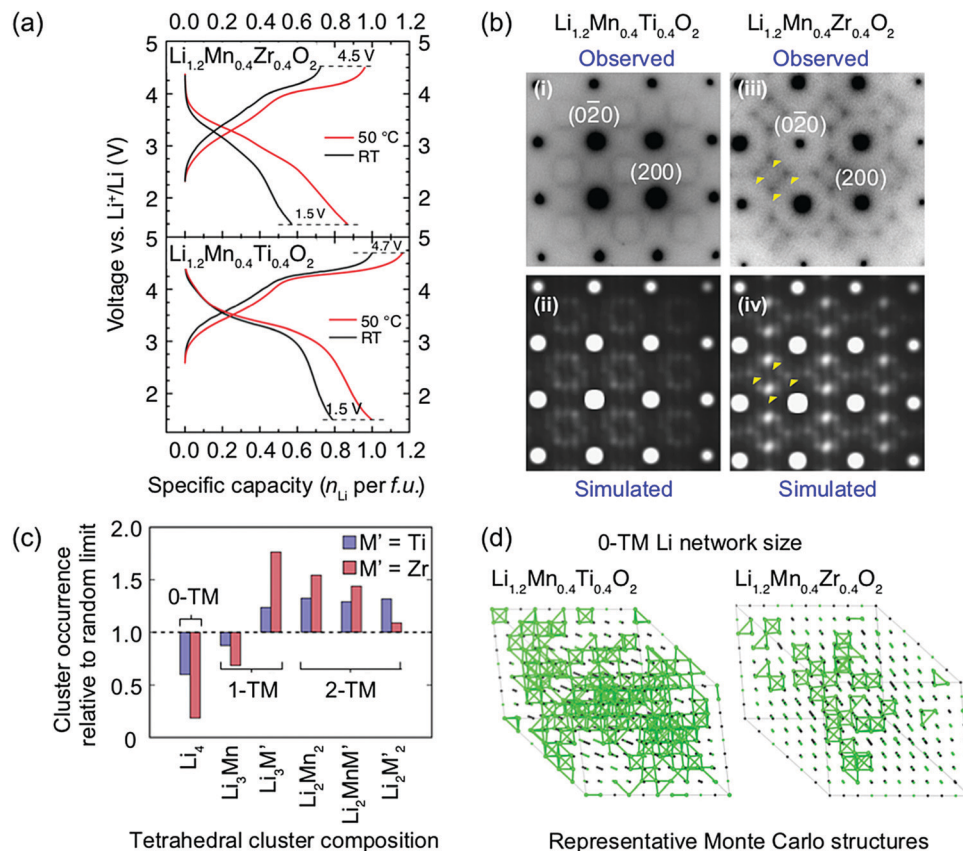 (a)
0.0 0.2 0.4 0.6 0.8 1.0 1.2
Li1.2Mn0.4Zr0.4O2
4.5 V
50 °C
RT
1.5 V
5
4
3
2
Li1.2Mn0.4Ti0.4O2
4.7 V
50 °C
RT
1.5 V
5
4
3
2
Voltage vs. Li+/Li (V)
0.0 0.2 0.4 0.6 0.8 1.0 1.2
Specific capacity (nLi per f.u.)
(b)
Li1.2Mn0.4Ti0.4O2 Li1.2Mn0.4Zr0.4O2
Observed Observed
(i) (iii)
(02̄0) (02̄0)
(200) (200)
(ii) (iv)
Simulated Simulated
(c)
Cluster occurrence
relative to random limit
2.0
1.5
1.0
0.5
0
M' = Ti
M' = Zr
0-TM
1-TM
2-TM
Li4
Li3Mn
Li3M'
Li2Mn2
Li2MnM'
Li2M'2
Tetrahedral cluster composition
(d)
0-TM Li network size
Li1.2Mn0.4Ti0.4O2 Li1.2Mn0.4Zr0.4O2
Representative Monte Carlo structures